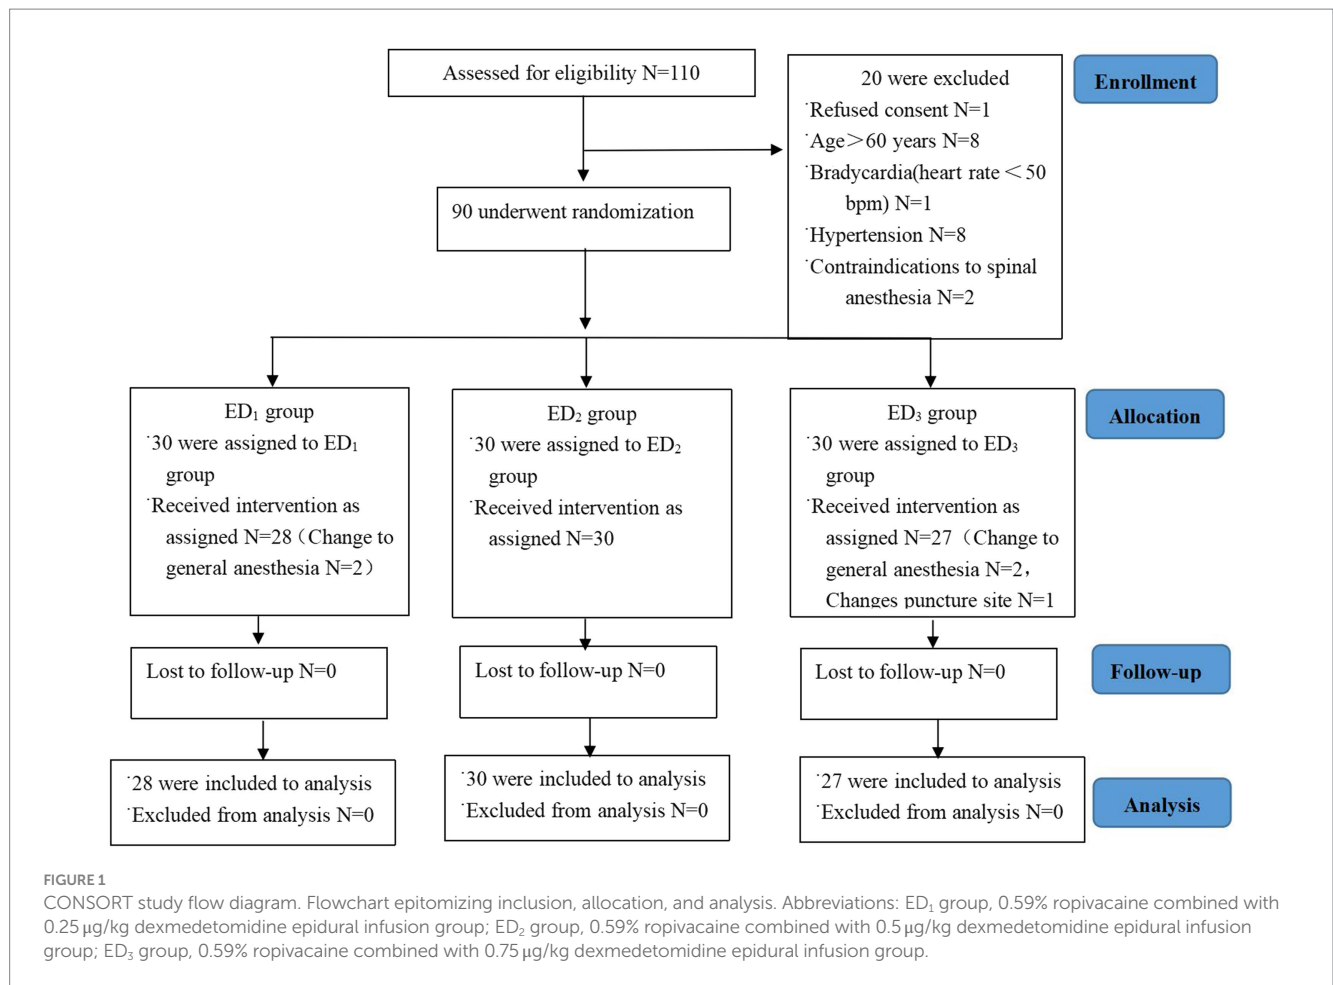 Assessed for eligibility N=110
20 were excluded
˙Refused consent N=1
˙Age＞60 years N=8
˙Bradycardia(heart rate＜50
bpm) N=1
˙Hypertension N=8
˙Contraindications to spinal
anesthesia N=2
Enrollment
90 underwent randomization
ED₁ group
˙30 were assigned to ED₁
group
˙Received intervention as
assigned N=28（Change to
general anesthesia N=2）
ED₂ group
˙30 were assigned to ED₂
group
˙Received intervention as
assigned N=30
ED₃ group
˙30 were assigned to ED₃
group
˙Received intervention as
assigned N=27（Change to
general anesthesia N=2，
Changes puncture site N=1
Allocation
Lost to follow-up N=0
Lost to follow-up N=0
Lost to follow-up N=0
Follow-up
˙28 were included to analysis
˙Excluded from analysis N=0
˙30 were included to analysis
˙Excluded from analysis N=0
˙27 were included to analysis
˙Excluded from analysis N=0
Analysis
FIGURE 1
CONSORT study flow diagram. Flowchart epitomizing inclusion, allocation, and analysis. Abbreviations: ED₁ group, 0.59% ropivacaine combined with
0.25 μg/kg dexmedetomidine epidural infusion group; ED₂ group, 0.59% ropivacaine combined with 0.5 μg/kg dexmedetomidine epidural infusion
group; ED₃ group, 0.59% ropivacaine combined with 0.75 μg/kg dexmedetomidine epidural infusion group.